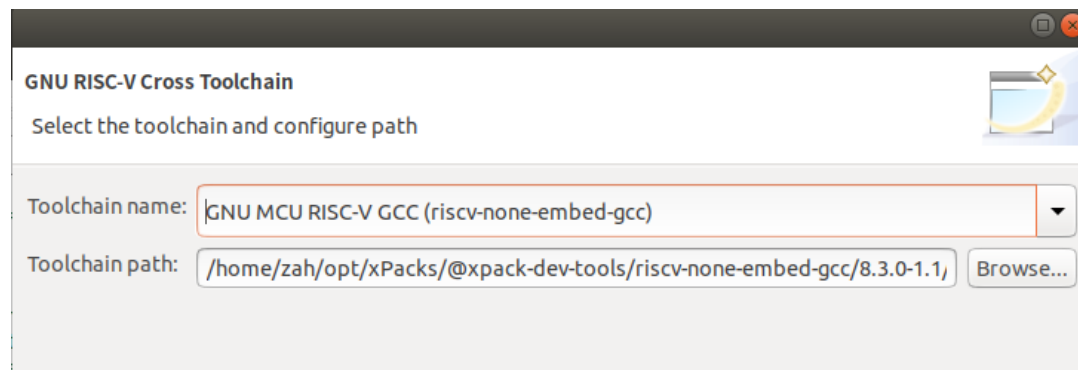 GNU RISC-V Cross Toolchain
Select the toolchain and configure path
Toolchain name: GNU MCU RISC-V GCC (riscv-none-embed-gcc)
Toolchain path: /home/zah/opt/xPacks/@xpack-dev-tools/riscv-none-embed-gcc/8.3.0-1.1/ Browse...